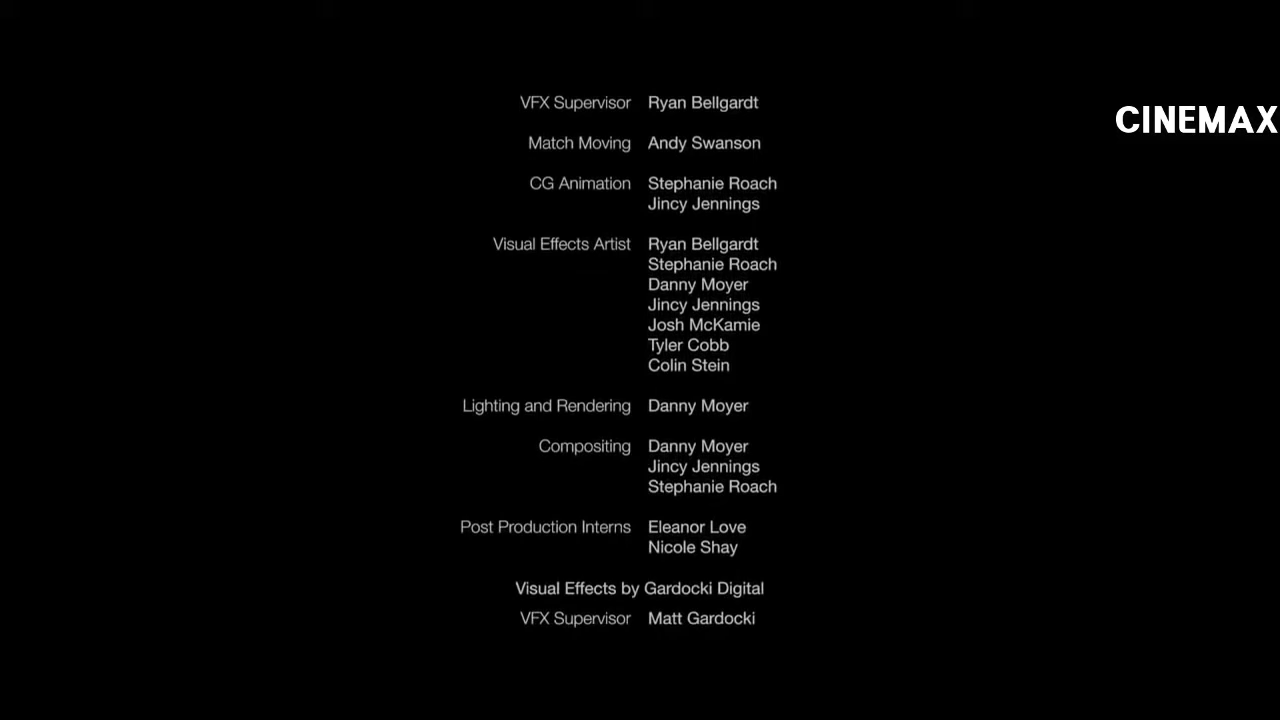 VFX Supervisor Ryan Bellgardt
CINEMAX
Match Moving Andy Swanson
CG Animation Stephanie Roach
Jincy Jennings
Visual Effects Artist Ryan Bellgardt
Stephanie Roach
Danny Moyer
Jincy Jennings
Josh McKamie
Tyler Cobb
Colin Stein
Lighting and Rendering Danny Moyer
Compositing Danny Moyer
Jincy Jennings
Stephanie Roach
Post Production Interns Eleanor Love
Nicole Shay
Visual Effects by Gardocki Digital
VFX Supervisor Matt Gardocki